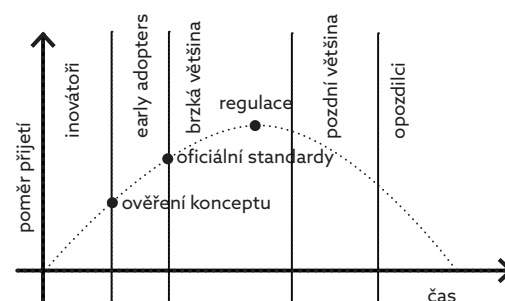 poměr přijetí
inovátoři
early adopters
brzká většina
pozdní většina
opozdilci
regulace
oficiální standardy
ověření konceptu
čas